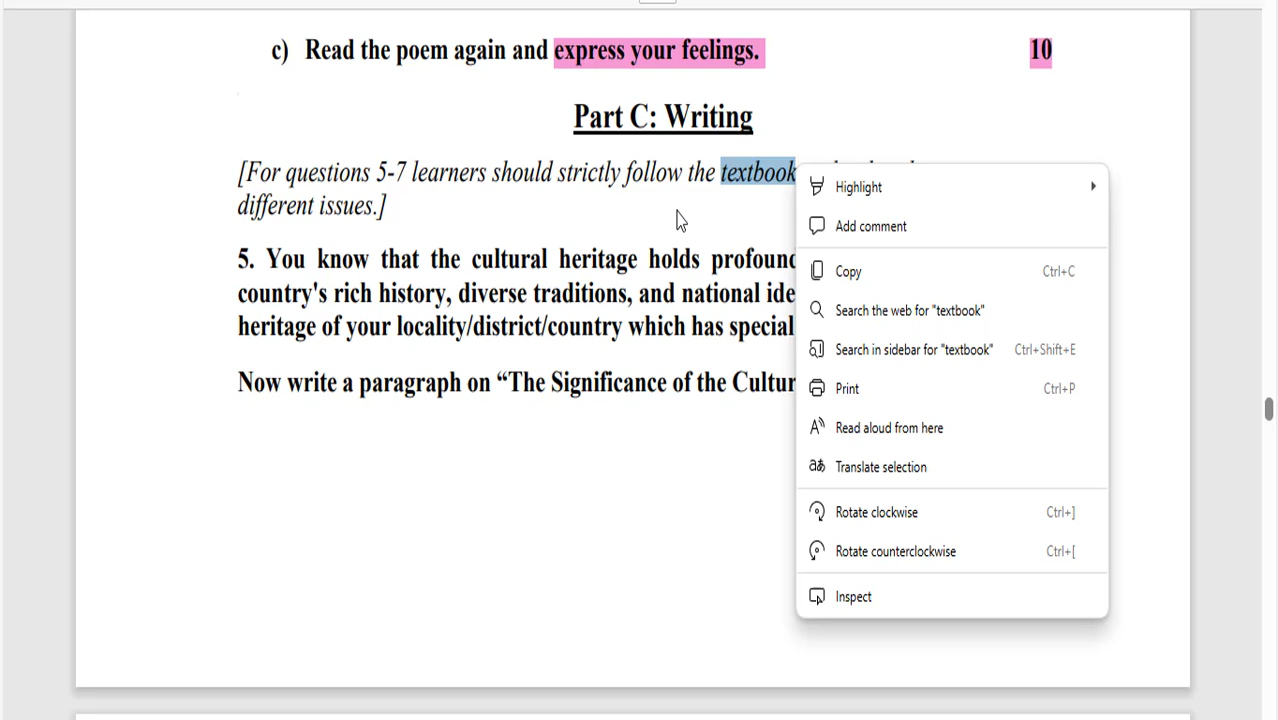 c) Read the poem again and express your feelings. 10
Part C: Writing
[For questions 5-7 learners should strictly follow the textbook
different issues.]
5. You know that the cultural heritage holds profound
country's rich history, diverse traditions, and national ide
heritage of your locality/district/country which has special
Now write a paragraph on “The Significance of the Cultur
Highlight
Add comment
Copy Ctrl+C
Search the web for "textbook"
Search in sidebar for "textbook" Ctrl+Shift+E
Print Ctrl+P
Read aloud from here
Translate selection
Rotate clockwise Ctrl+]
Rotate counterclockwise Ctrl+[
Inspect